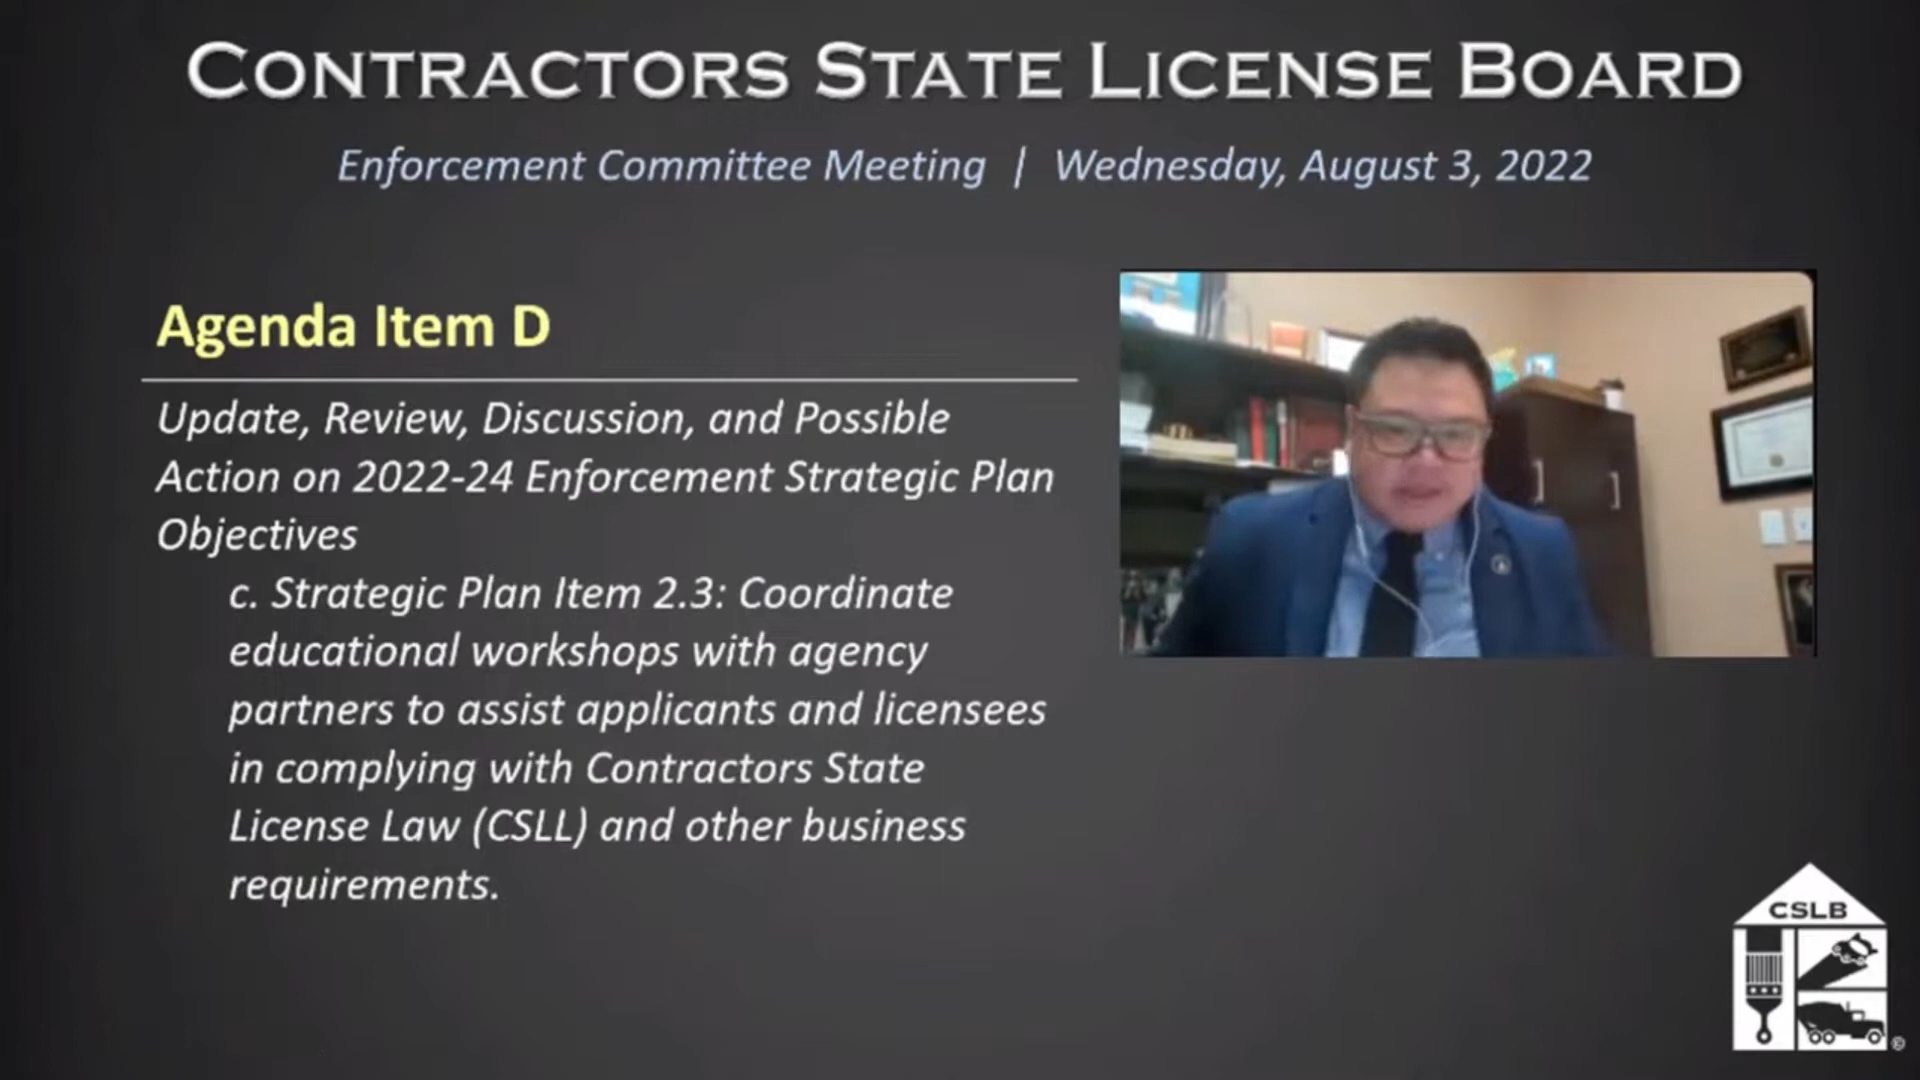 CONTRACTORS STATE LICENSE BOARD
Enforcement Committee Meeting | Wednesday, August 3, 2022
Agenda Item D
Update, Review, Discussion, and Possible
Action on 2022-24 Enforcement Strategic Plan
Objectives
c. Strategic Plan Item 2.3: Coordinate
educational workshops with agency
partners to assist applicants and licensees
in complying with Contractors State
License Law (CSLL) and other business
requirements.
CSLB
©